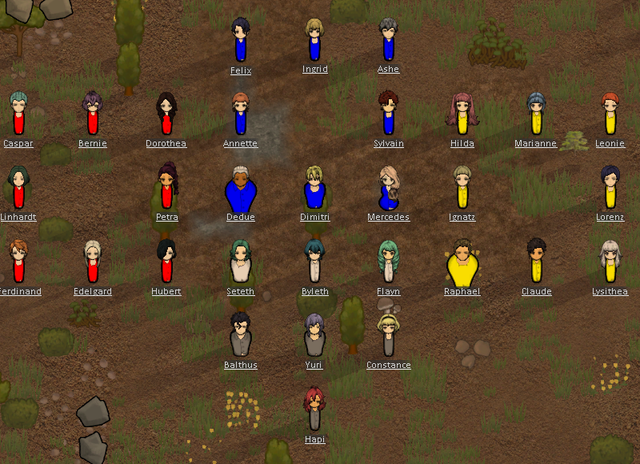 Felix Ingrid Ashe
Caspar Bernie Dorothea Annette Sylvain Hilda Marianne Leonie
Linhardt Petra Dedue Dimitri Mercedes Ignatz Lorenz
Ferdinand Edelgard Hubert Seteth Byleth Flayn Raphael Claude Lysithea
Balthus Yuri Constance
Hapi